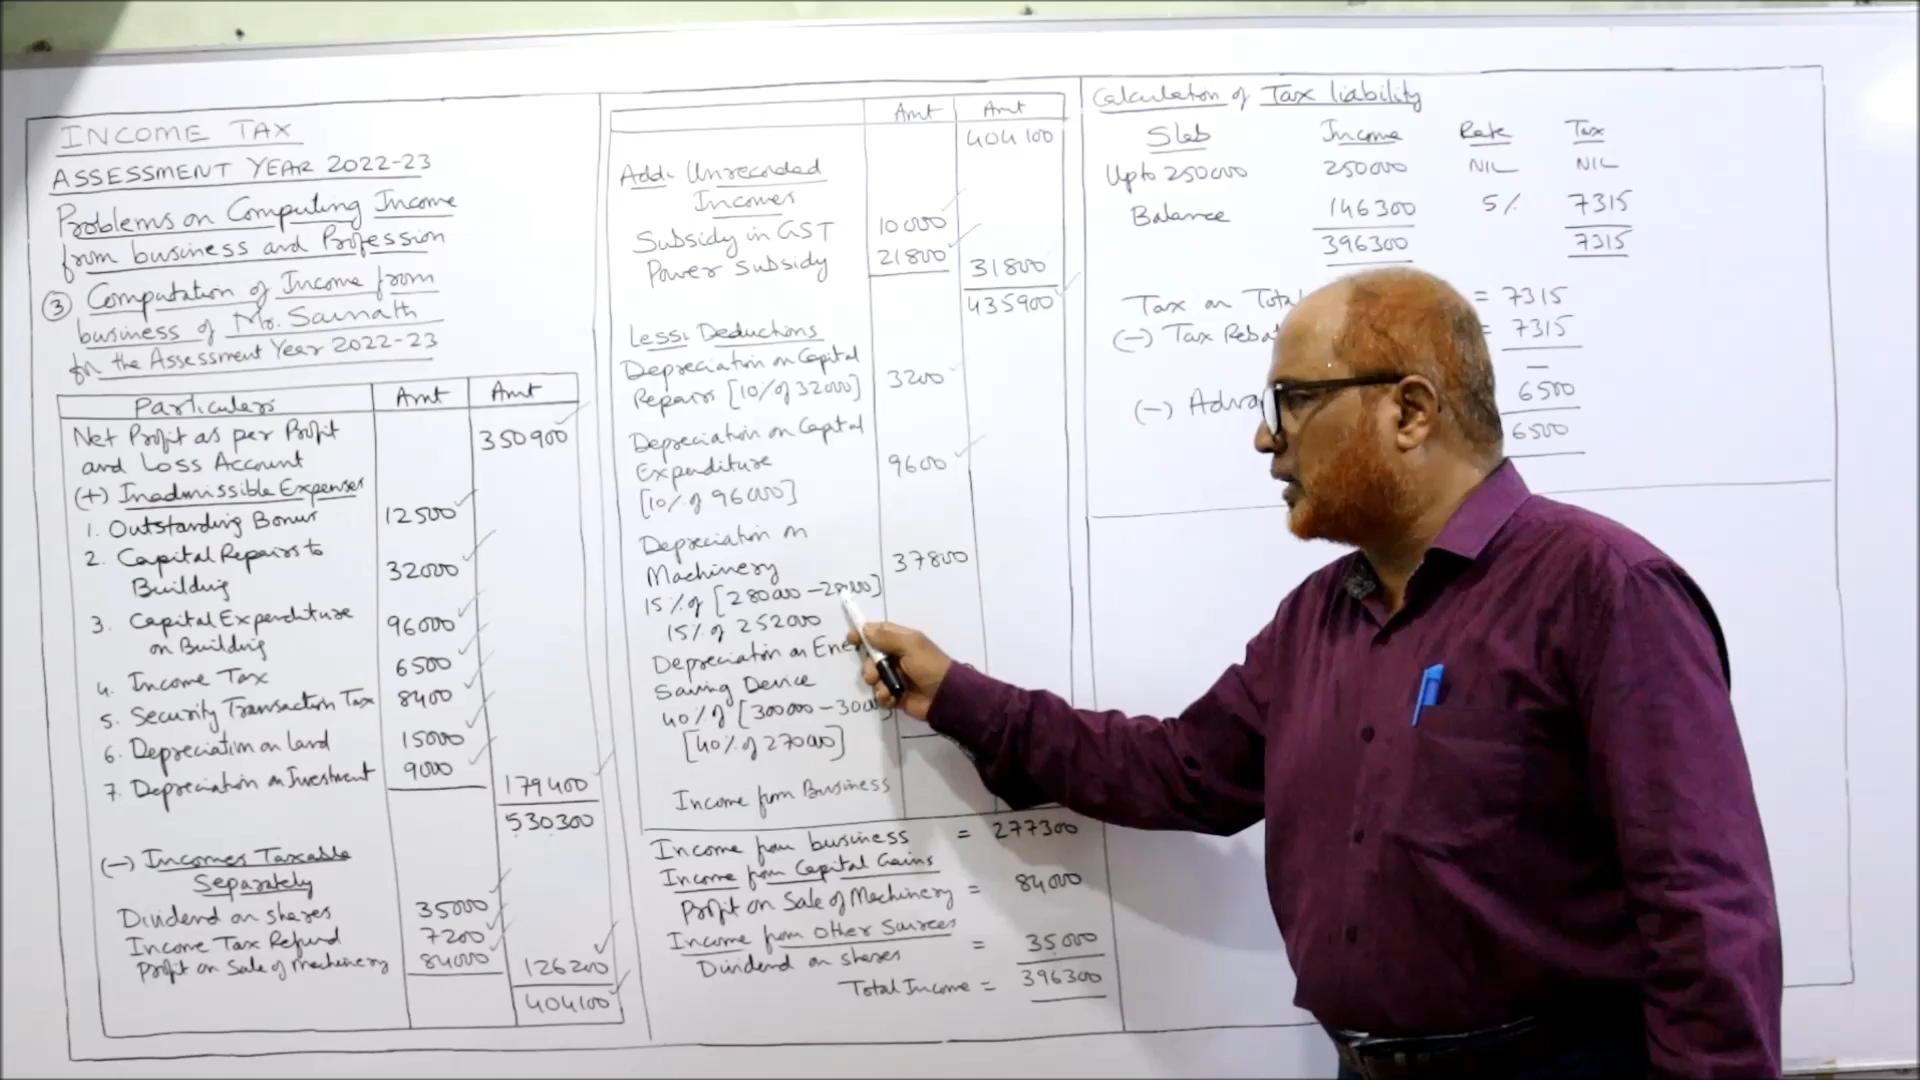 INCOME TAX
ASSESSMENT YEAR 2022-23
Problems on Computing Income
from business and Profession
③ Computation of Income from
business of Mr. Sainath
for the Assessment Year 2022-23
Particulars Amt Amt
Net Profit as per Profit
and Loss Account 350900
(+) Inadmissible Expenses
1. Outstanding Bonus 12500
2. Capital Repairs to
Building 32000
3. Capital Expenditure
on Building 96000
4. Income Tax 6500
5. Security Transaction Tax 8400
6. Depreciation on Land 15000
7. Depreciation on Investment 9000 179400
530300
(-) Incomes Taxable
Separately
Dividend on shares 35000
Income Tax Refund 7200
Profit on Sale of Machinery 84000 126200
404100
Amt Amt
404100
Add: Unrecorded
Incomes
Subsidy in GST 10000
Power Subsidy 21800 31800
435900
Less: Deductions
Depreciation on Capital
Repairs [10% of 32000] 3200
Depreciation on Capital
Expenditure 9600
[10% of 96000]
Depreciation on
Machinery 37800
15% of [280000-28000]
15% of 252000
Depreciation on
Saving Device
40% of [300000-
[40% of 270000]
Income from Business
Income from business = 277300
Income from Capital Gains
Profit on Sale of Machinery = 84000
Income from Other Sources
Dividend on shares = 35000
Total Income = 396300
Calculation of Tax liability
Slab Income Rate Tax
Upto 250000 250000 NIL NIL
Balance 146300 5% 7315
396300 7315
Tax on = 7315
(-) Tax = 7315
-
(-) 6500
6500